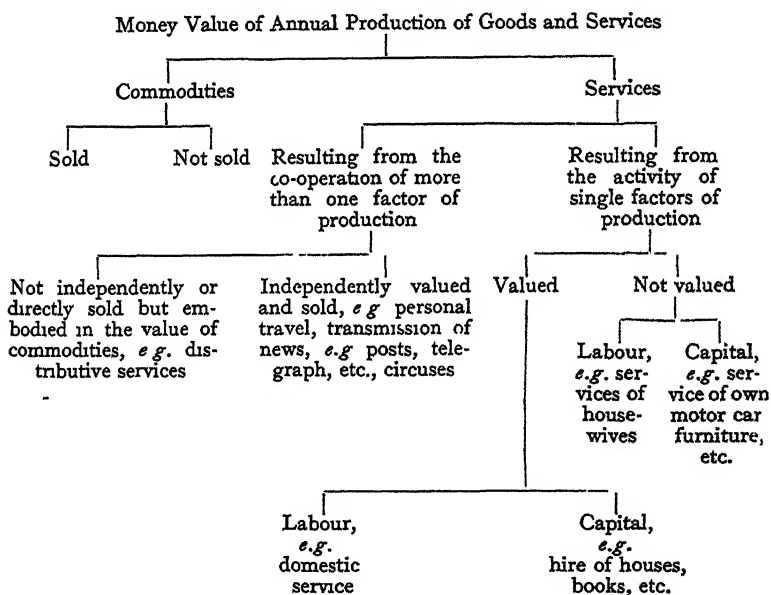 Money Value of Annual Production of Goods and Services
Commodities
Services
Sold
Not sold
Resulting from the
co-operation of more
than one factor of
production
Resulting from
the activity of
single factors of
production
Not independently or
directly sold but em-
bodied in the value of
commodities, e g. dis-
tributive services
Independently valued
and sold, e g personal
travel, transmission of
news, e.g posts, tele-
graph, etc., circuses
Valued
Not valued
Labour,
e.g. ser-
vices of
house-
wives
Capital,
e.g. ser-
vice of own
motor car
furniture,
etc.
Labour,
e.g.
domestic
service
Capital,
e.g.
hire of houses,
books, etc.